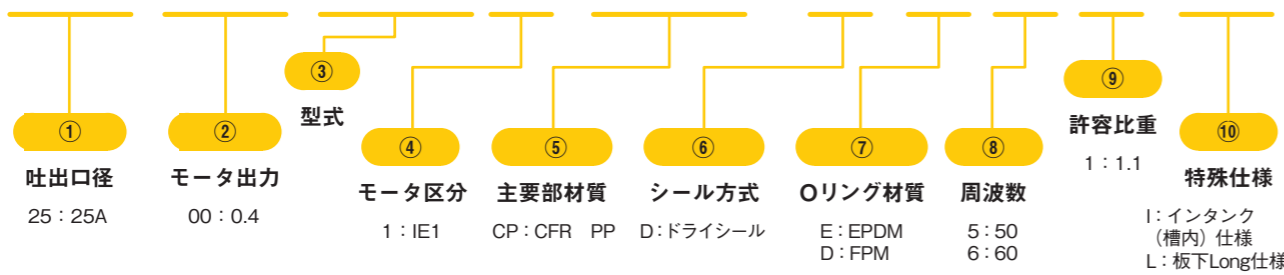 ①
吐出口径
25：25A
②
モータ出力
00：0.4
③
型式
④
モータ区分
1：IE1
⑤
主要部材質
CP：CFR PP
⑥
シール方式
D：ドライシール
⑦
Oリング材質
E：EPDM
D：FPM
⑧
周波数
5：50
6：60
⑨
許容比重
1：1.1
⑩
特殊仕様
I：インタンク
（槽内）仕様
L：板下Long仕様